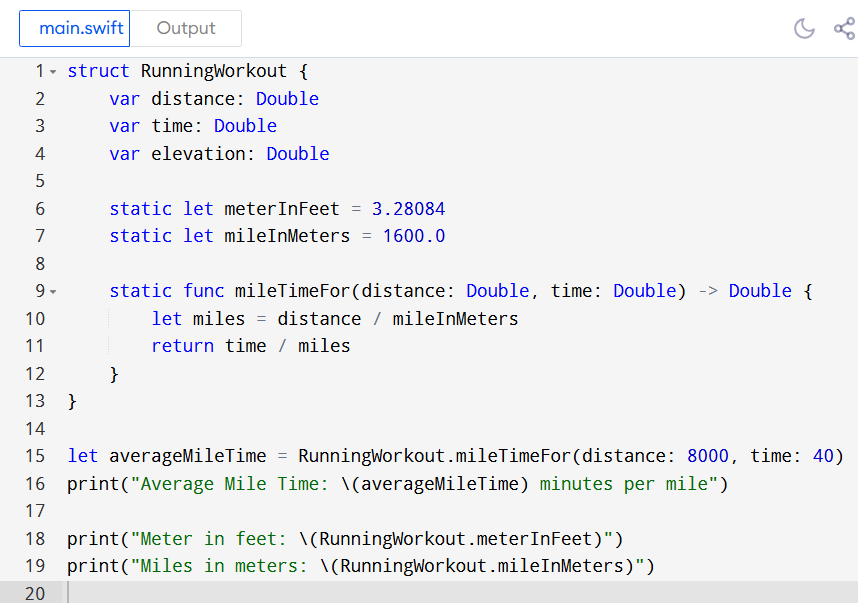 main.swift Output
1 struct RunningWorkout {
2     var distance: Double
3     var time: Double
4     var elevation: Double
5
6     static let meterInFeet = 3.28084
7     static let mileInMeters = 1600.0
8
9     static func mileTimeFor(distance: Double, time: Double) -> Double {
10         let miles = distance / mileInMeters
11         return time / miles
12     }
13 }
14
15 let averageMileTime = RunningWorkout.mileTimeFor(distance: 8000, time: 40)
16 print("Average Mile Time: \(averageMileTime) minutes per mile")
17
18 print("Meter in feet: \(RunningWorkout.meterInFeet)")
19 print("Miles in meters: \(RunningWorkout.mileInMeters)")
20